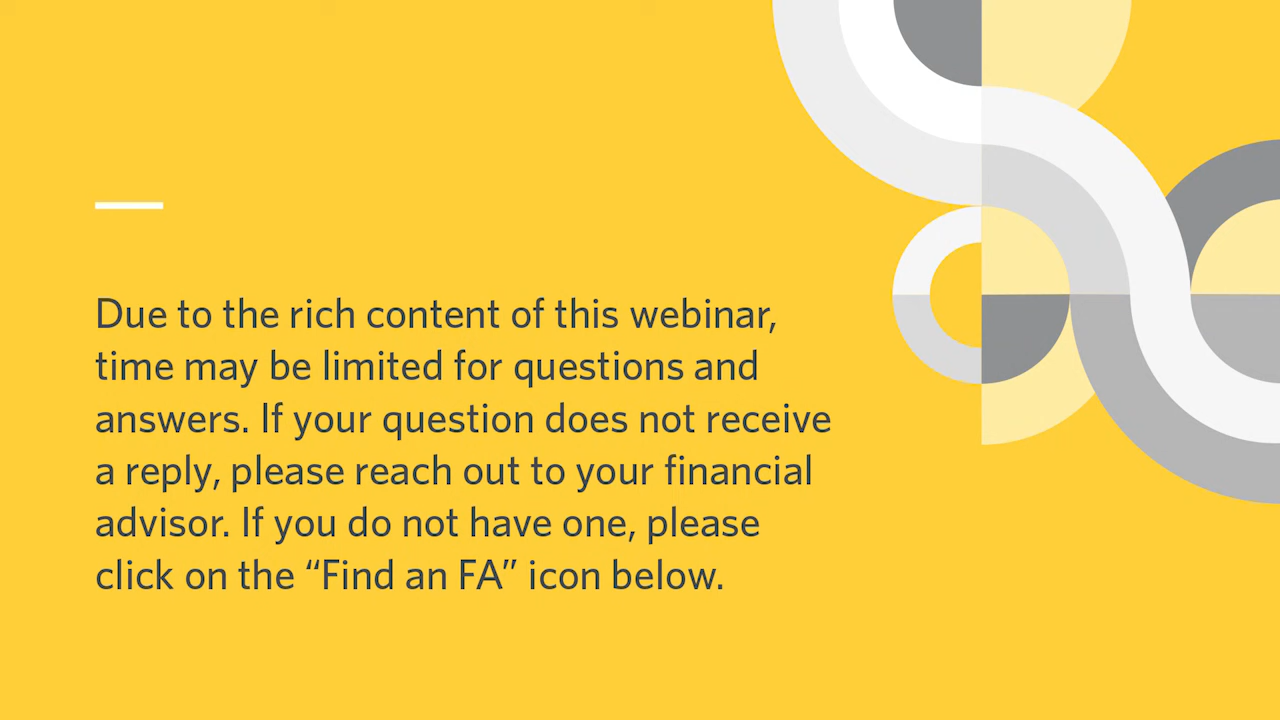 Due to the rich content of this webinar,
time may be limited for questions and
answers. If your question does not receive
a reply, please reach out to your financial
advisor. If you do not have one, please
click on the “Find an FA” icon below.